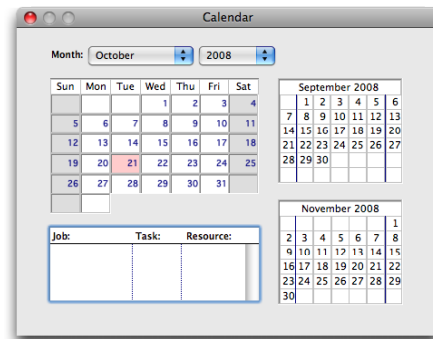 Calendar
Month: October 2008
Sun Mon Tue Wed Thu Fri Sat
1 2 3 4
5 6 7 8 9 10 11
12 13 14 15 16 17 18
19 20 21 22 23 24 25
26 27 28 29 30 31
Job: Task: Resource:
September 2008
1 2 3 4 5 6
7 8 9 10 11 12 13
14 15 16 17 18 19 20
21 22 23 24 25 26 27
28 29 30
November 2008
1
2 3 4 5 6 7 8
9 10 11 12 13 14 15
16 17 18 19 20 21 22
23 24 25 26 27 28 29
30